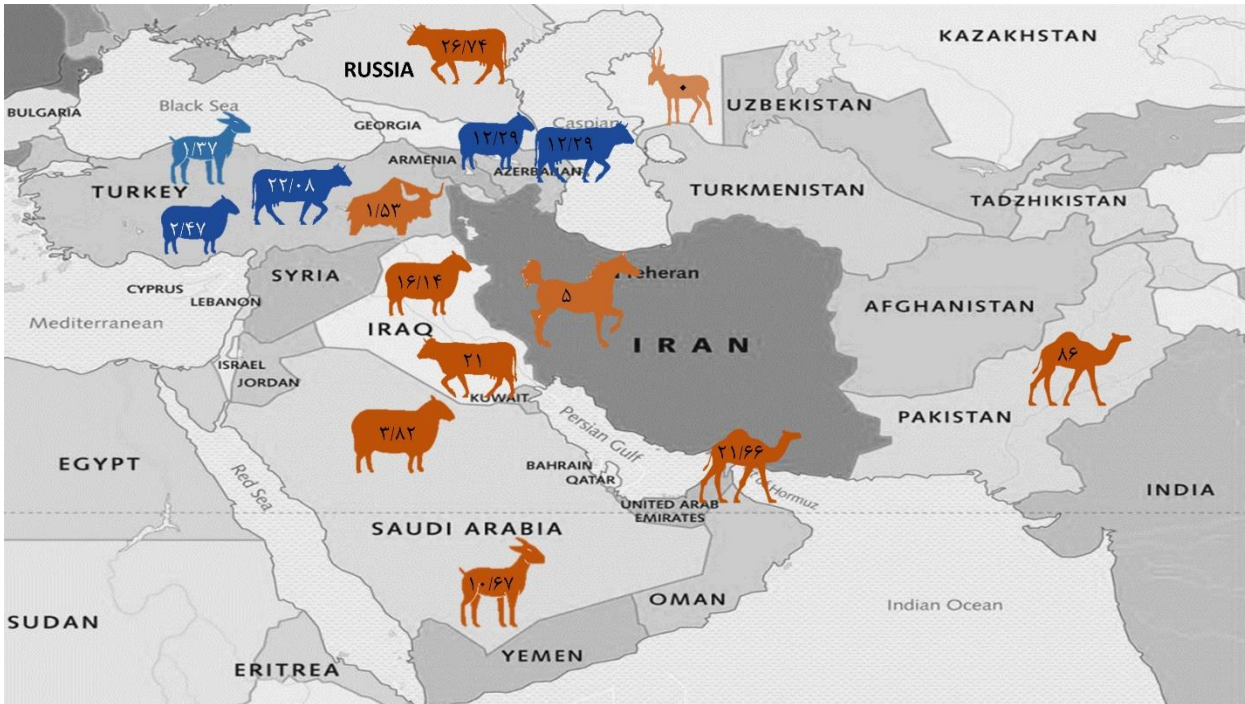 ۲۶/۷۴
KAZAKHSTAN
RUSSIA
۰
UZBEKISTAN
BULGARIA
Black Sea
GEORGIA
Caspian
۱/۳۷
۱۲/۲۹
۱۲/۲۹
ARMENIA
AZERBAIJAN
TURKEY
۲۲/۰۸
TURKMENISTAN
TADZHIKISTAN
۱/۵۳
۲/۴۷
SYRIA
Teheran
۱۶/۱۴
CYPRUS
LEBANON
۵
AFGHANISTAN
Mediterranean
IRAQ
IRAN
۸۶
ISRAEL
۲۱
JORDAN
KUWAIT
PAKISTAN
۳/۸۲
Persian Gulf
۲۱/۶۶
EGYPT
BAHRAIN
QATAR
Red Sea
of Hormuz
INDIA
UNITED ARAB
EMIRATES
SAUDI ARABIA
۱۰/۶۷
OMAN
Indian Ocean
SUDAN
YEMEN
ERITREA